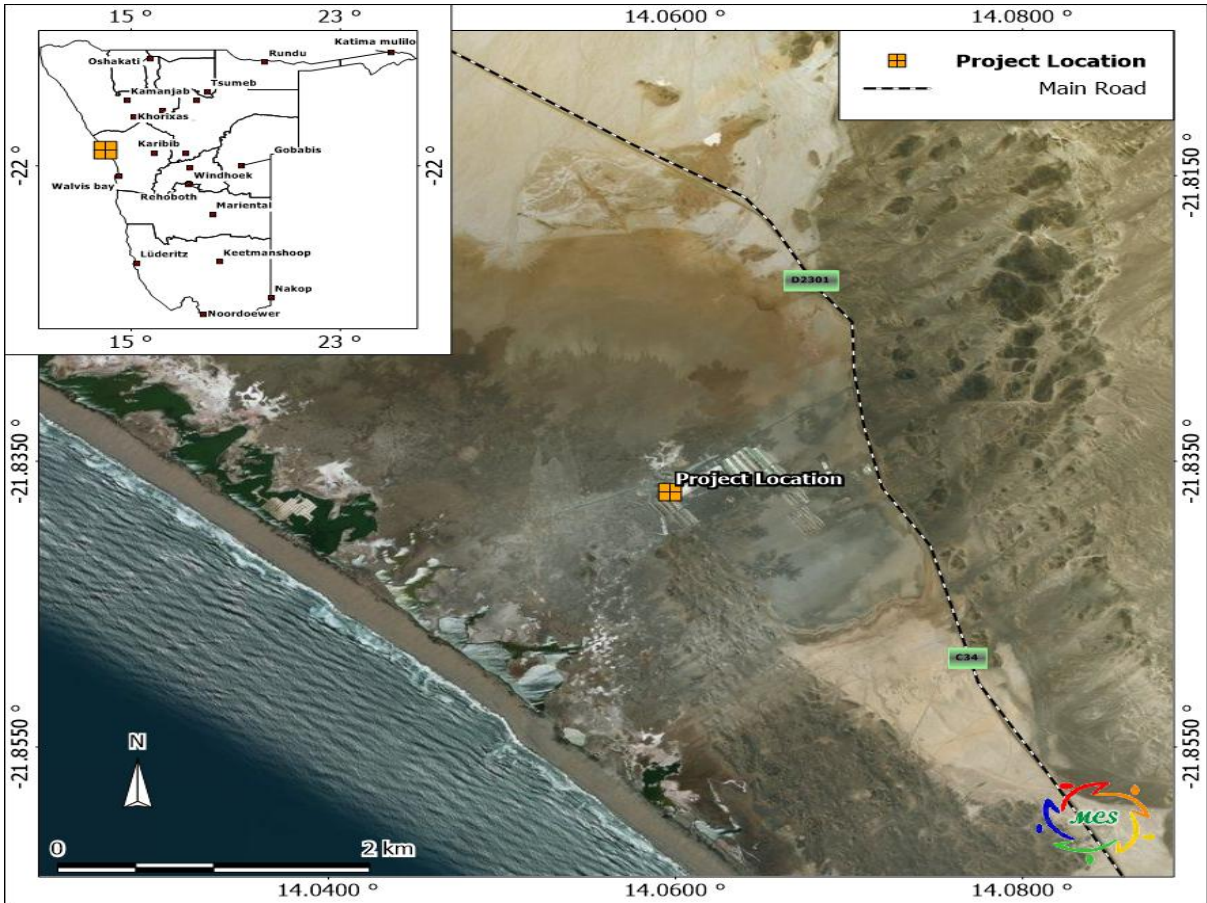 15°
23°
14.0600 °
14.0800 °
Katima mulilo
Rundu
Oshakati
Tsumeb
Kamanjab
Khorixas
Karibib
Gobabis
Windhoek
Walvis bay
Rehoboth
Mariental
Lüderitz
Keetmanshoop
Nakop
Noordoewer
-22°
-22°
15°
23°
Project Location
Main Road
-21.8150 °
D2301
-21.8350 °
-21.8350 °
Project Location
C34
-21.8550 °
-21.8550 °
N
0
2 km
MCS
14.0400 °
14.0600 °
14.0800 °